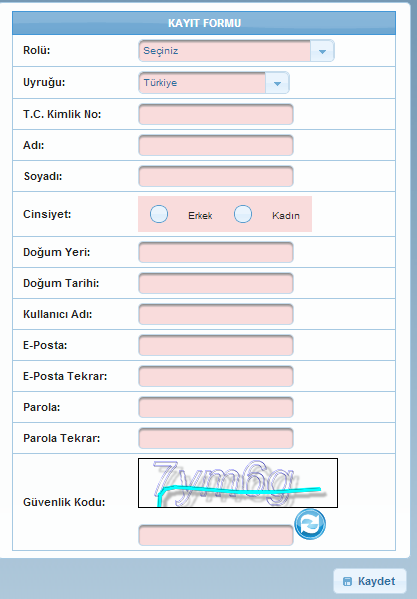 KAYIT FORMU
Rolü: Seçiniz
Uyruğu: Türkiye
T.C. Kimlik No:
Adı:
Soyadı:
Cinsiyet: Erkek Kadın
Doğum Yeri:
Doğum Tarihi:
Kullanıcı Adı:
E-Posta:
E-Posta Tekrar:
Parola:
Parola Tekrar:
Güvenlik Kodu:
Kaydet